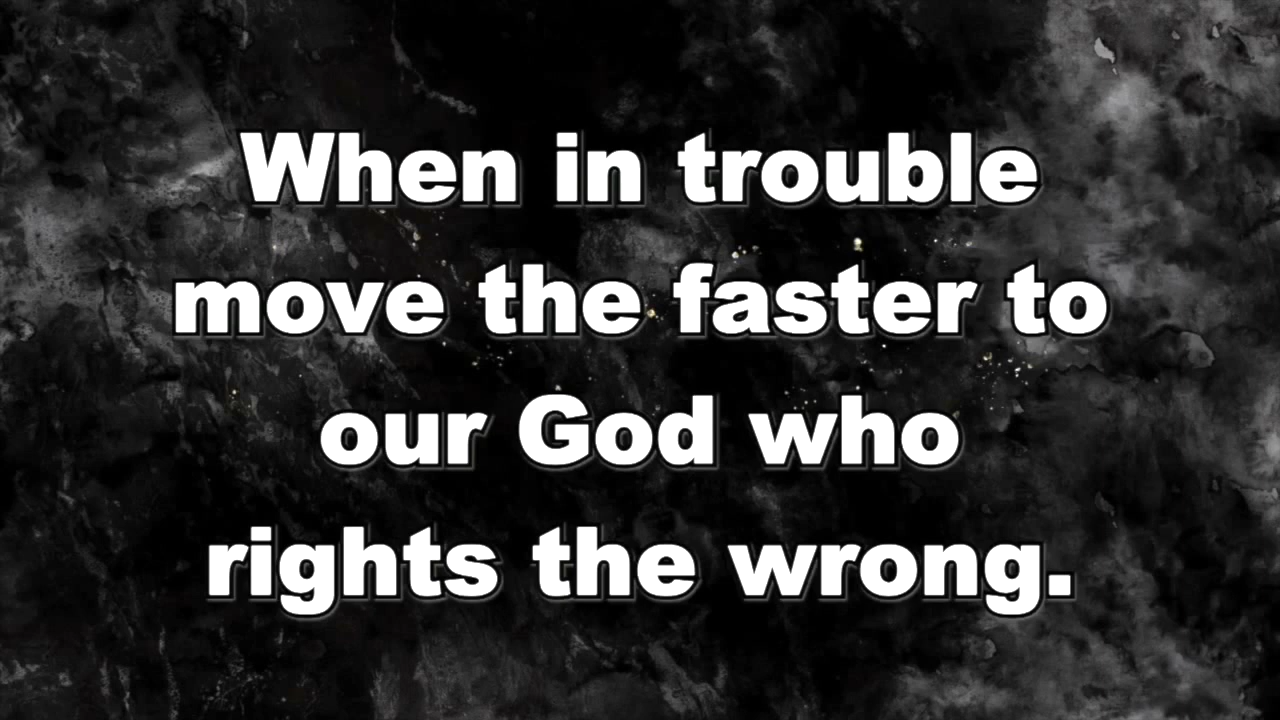 When in trouble
move the faster to
our God who
rights the wrong.